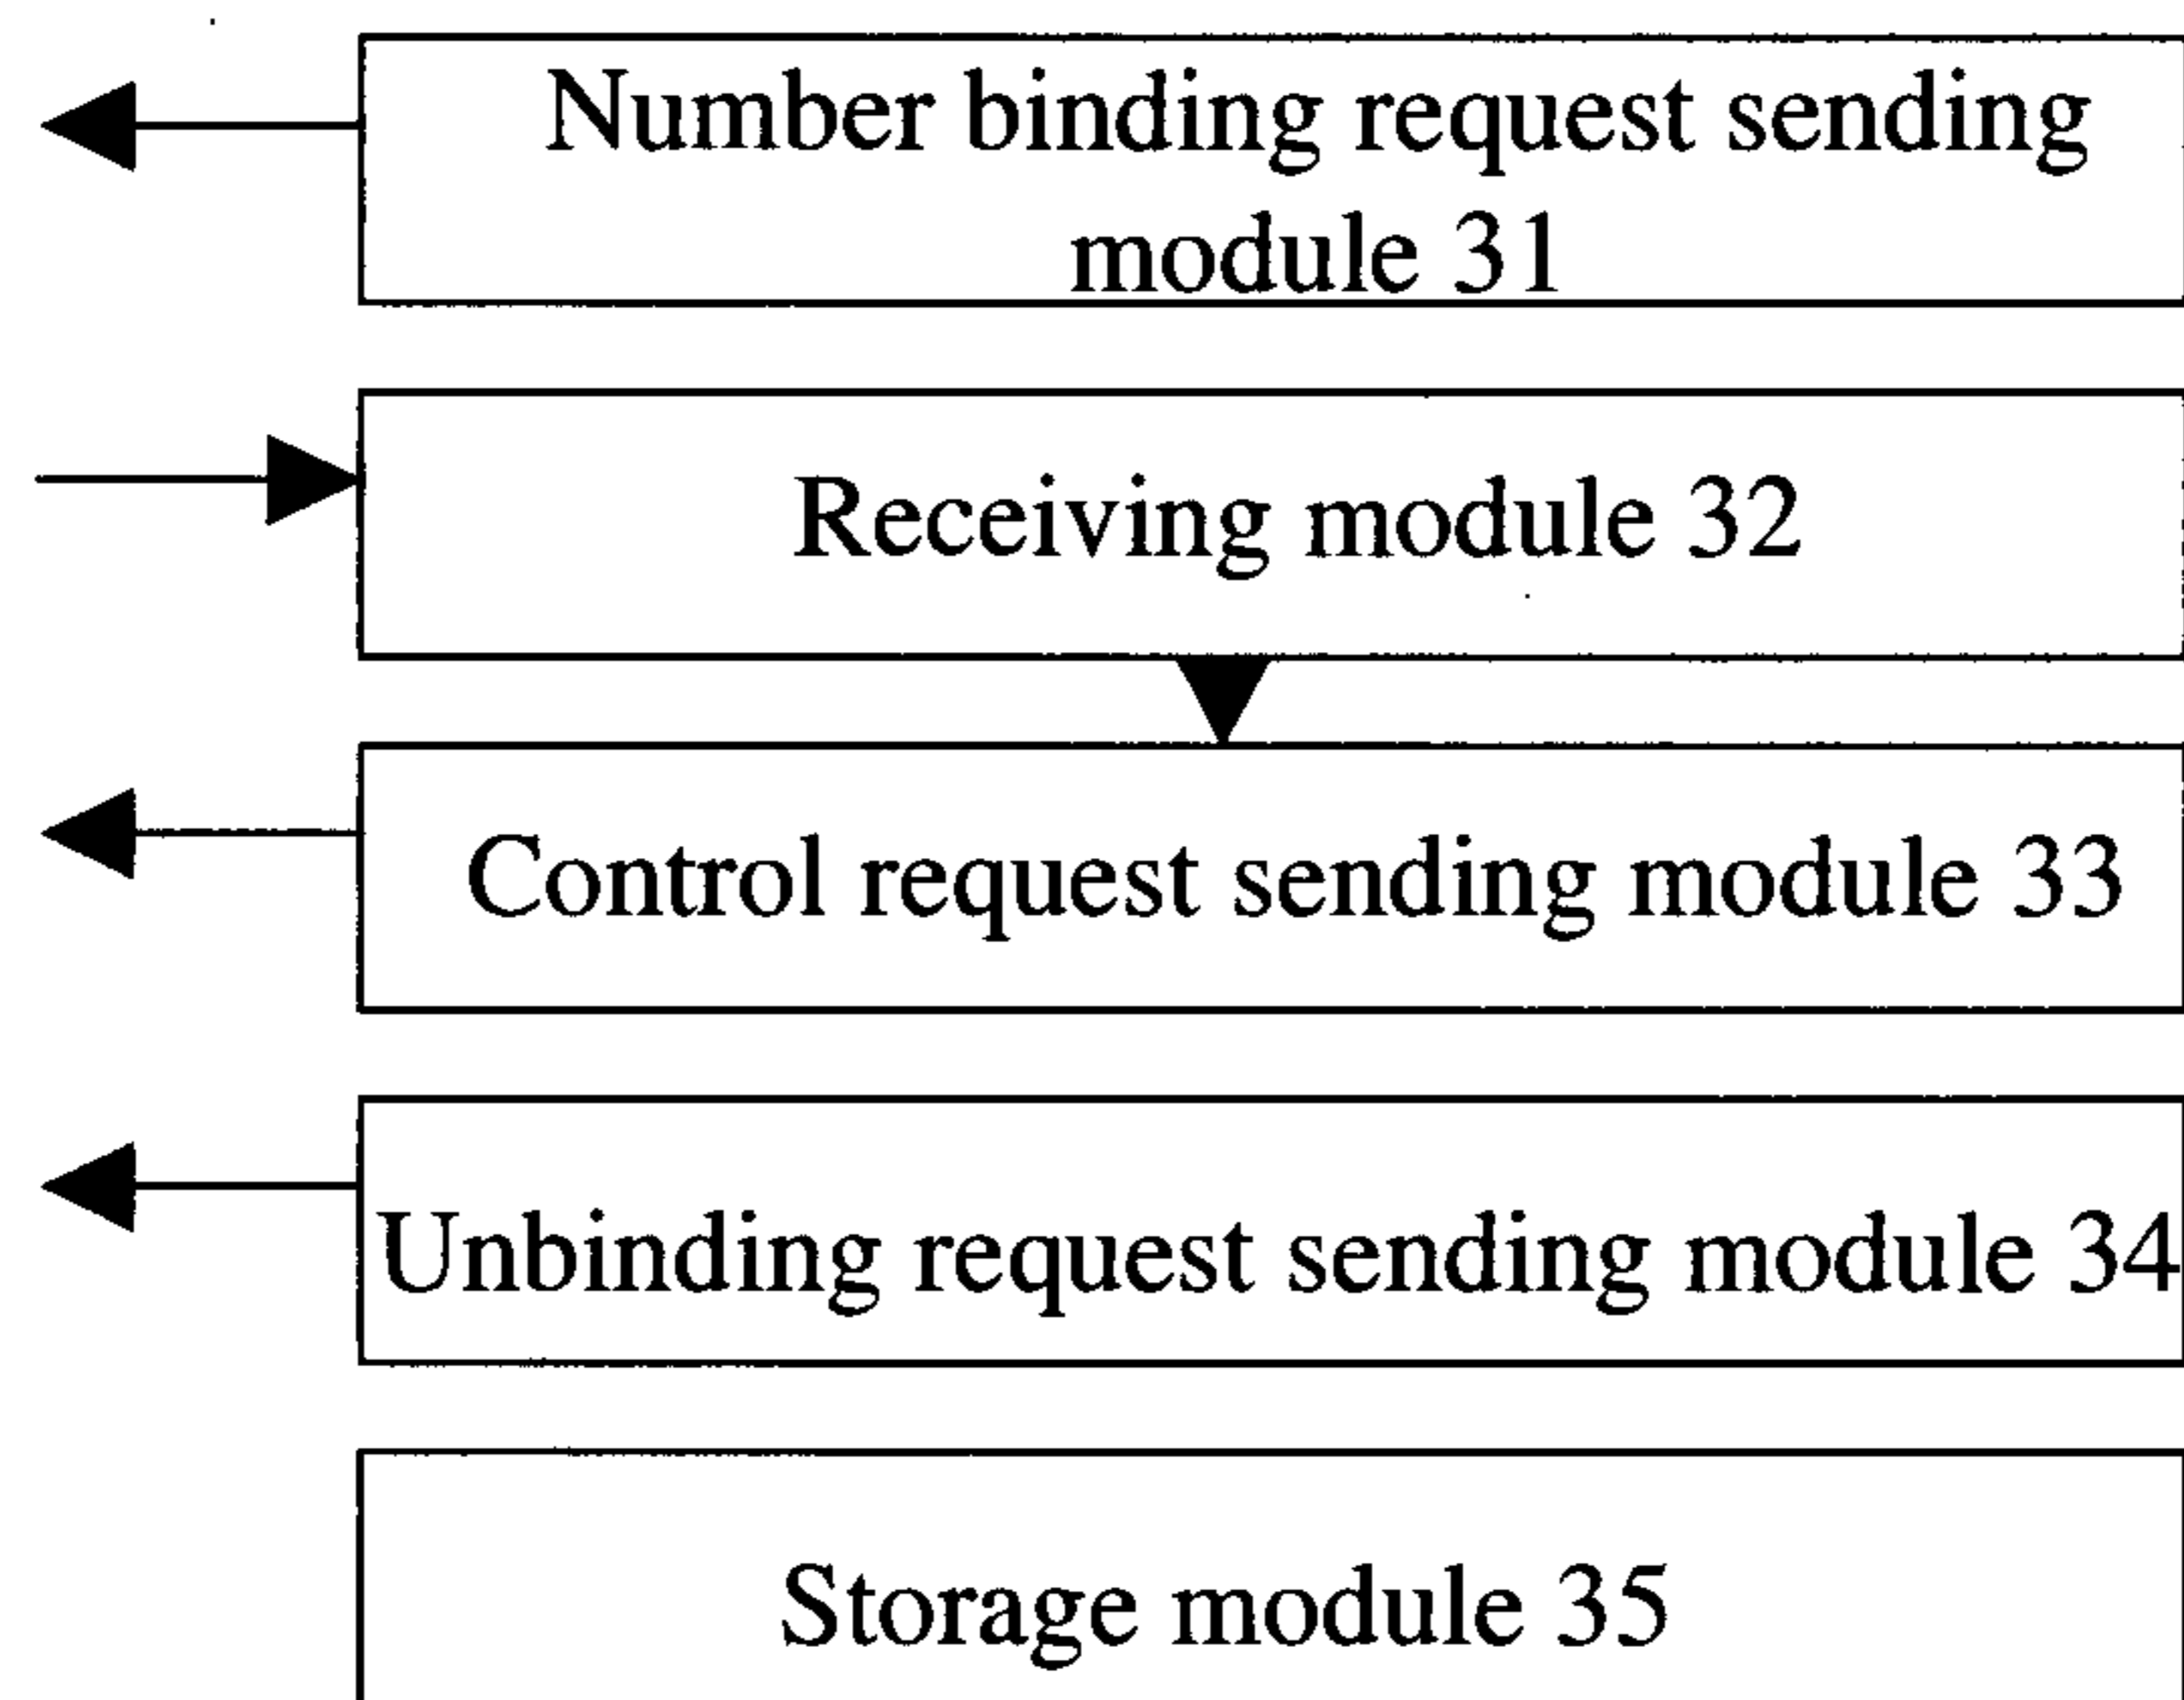 Number binding request sending
module 31
Receiving module 32
Control request sending module 33
Unbinding request sending module 34
Storage module 35